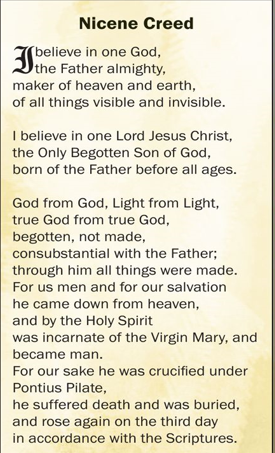 Nicene Creed
I believe in one God,
the Father almighty,
maker of heaven and earth,
of all things visible and invisible.
I believe in one Lord Jesus Christ,
the Only Begotten Son of God,
born of the Father before all ages.
God from God, Light from Light,
true God from true God,
begotten, not made,
consubstantial with the Father;
through him all things were made.
For us men and for our salvation
he came down from heaven,
and by the Holy Spirit
was incarnate of the Virgin Mary, and
became man.
For our sake he was crucified under
Pontius Pilate,
he suffered death and was buried,
and rose again on the third day
in accordance with the Scriptures.